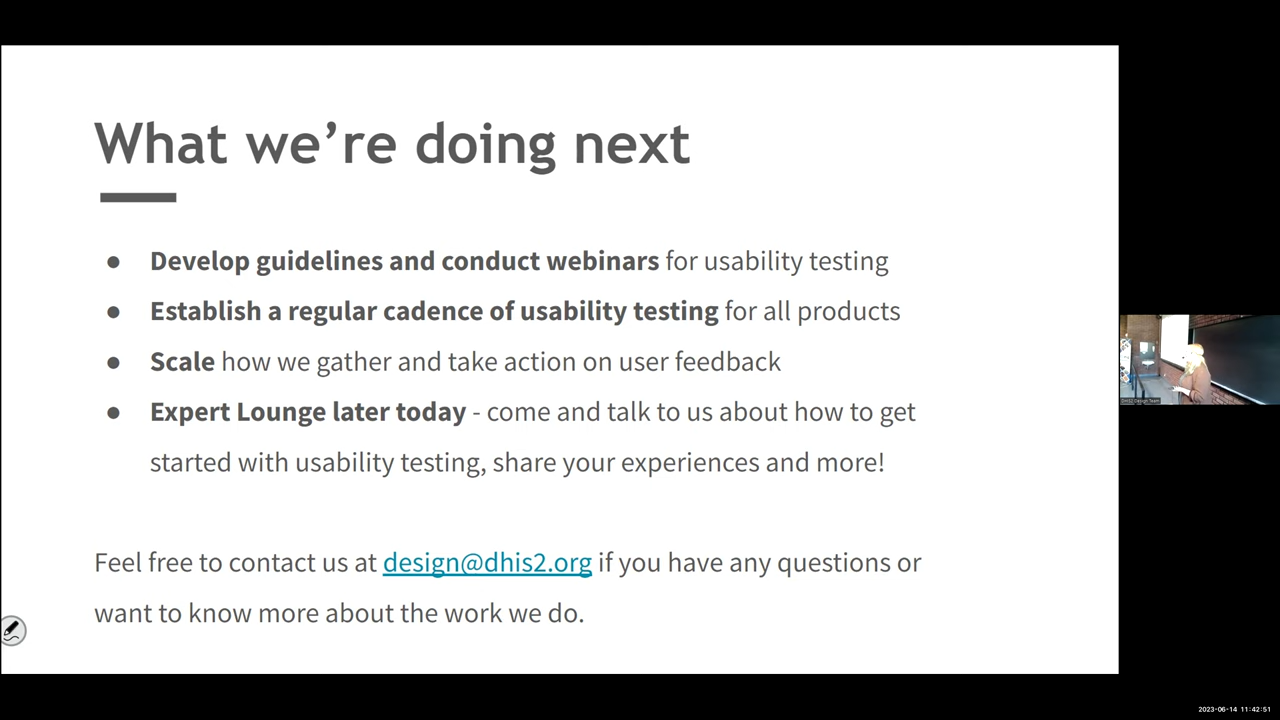 What we're doing next
● Develop guidelines and conduct webinars for usability testing
● Establish a regular cadence of usability testing for all products
● Scale how we gather and take action on user feedback
● Expert Lounge later today - come and talk to us about how to get
started with usability testing, share your experiences and more!
Feel free to contact us at design@dhis2.org if you have any questions or
want to know more about the work we do.
DHIS2 Design Team
2023-06-14 11:42:51